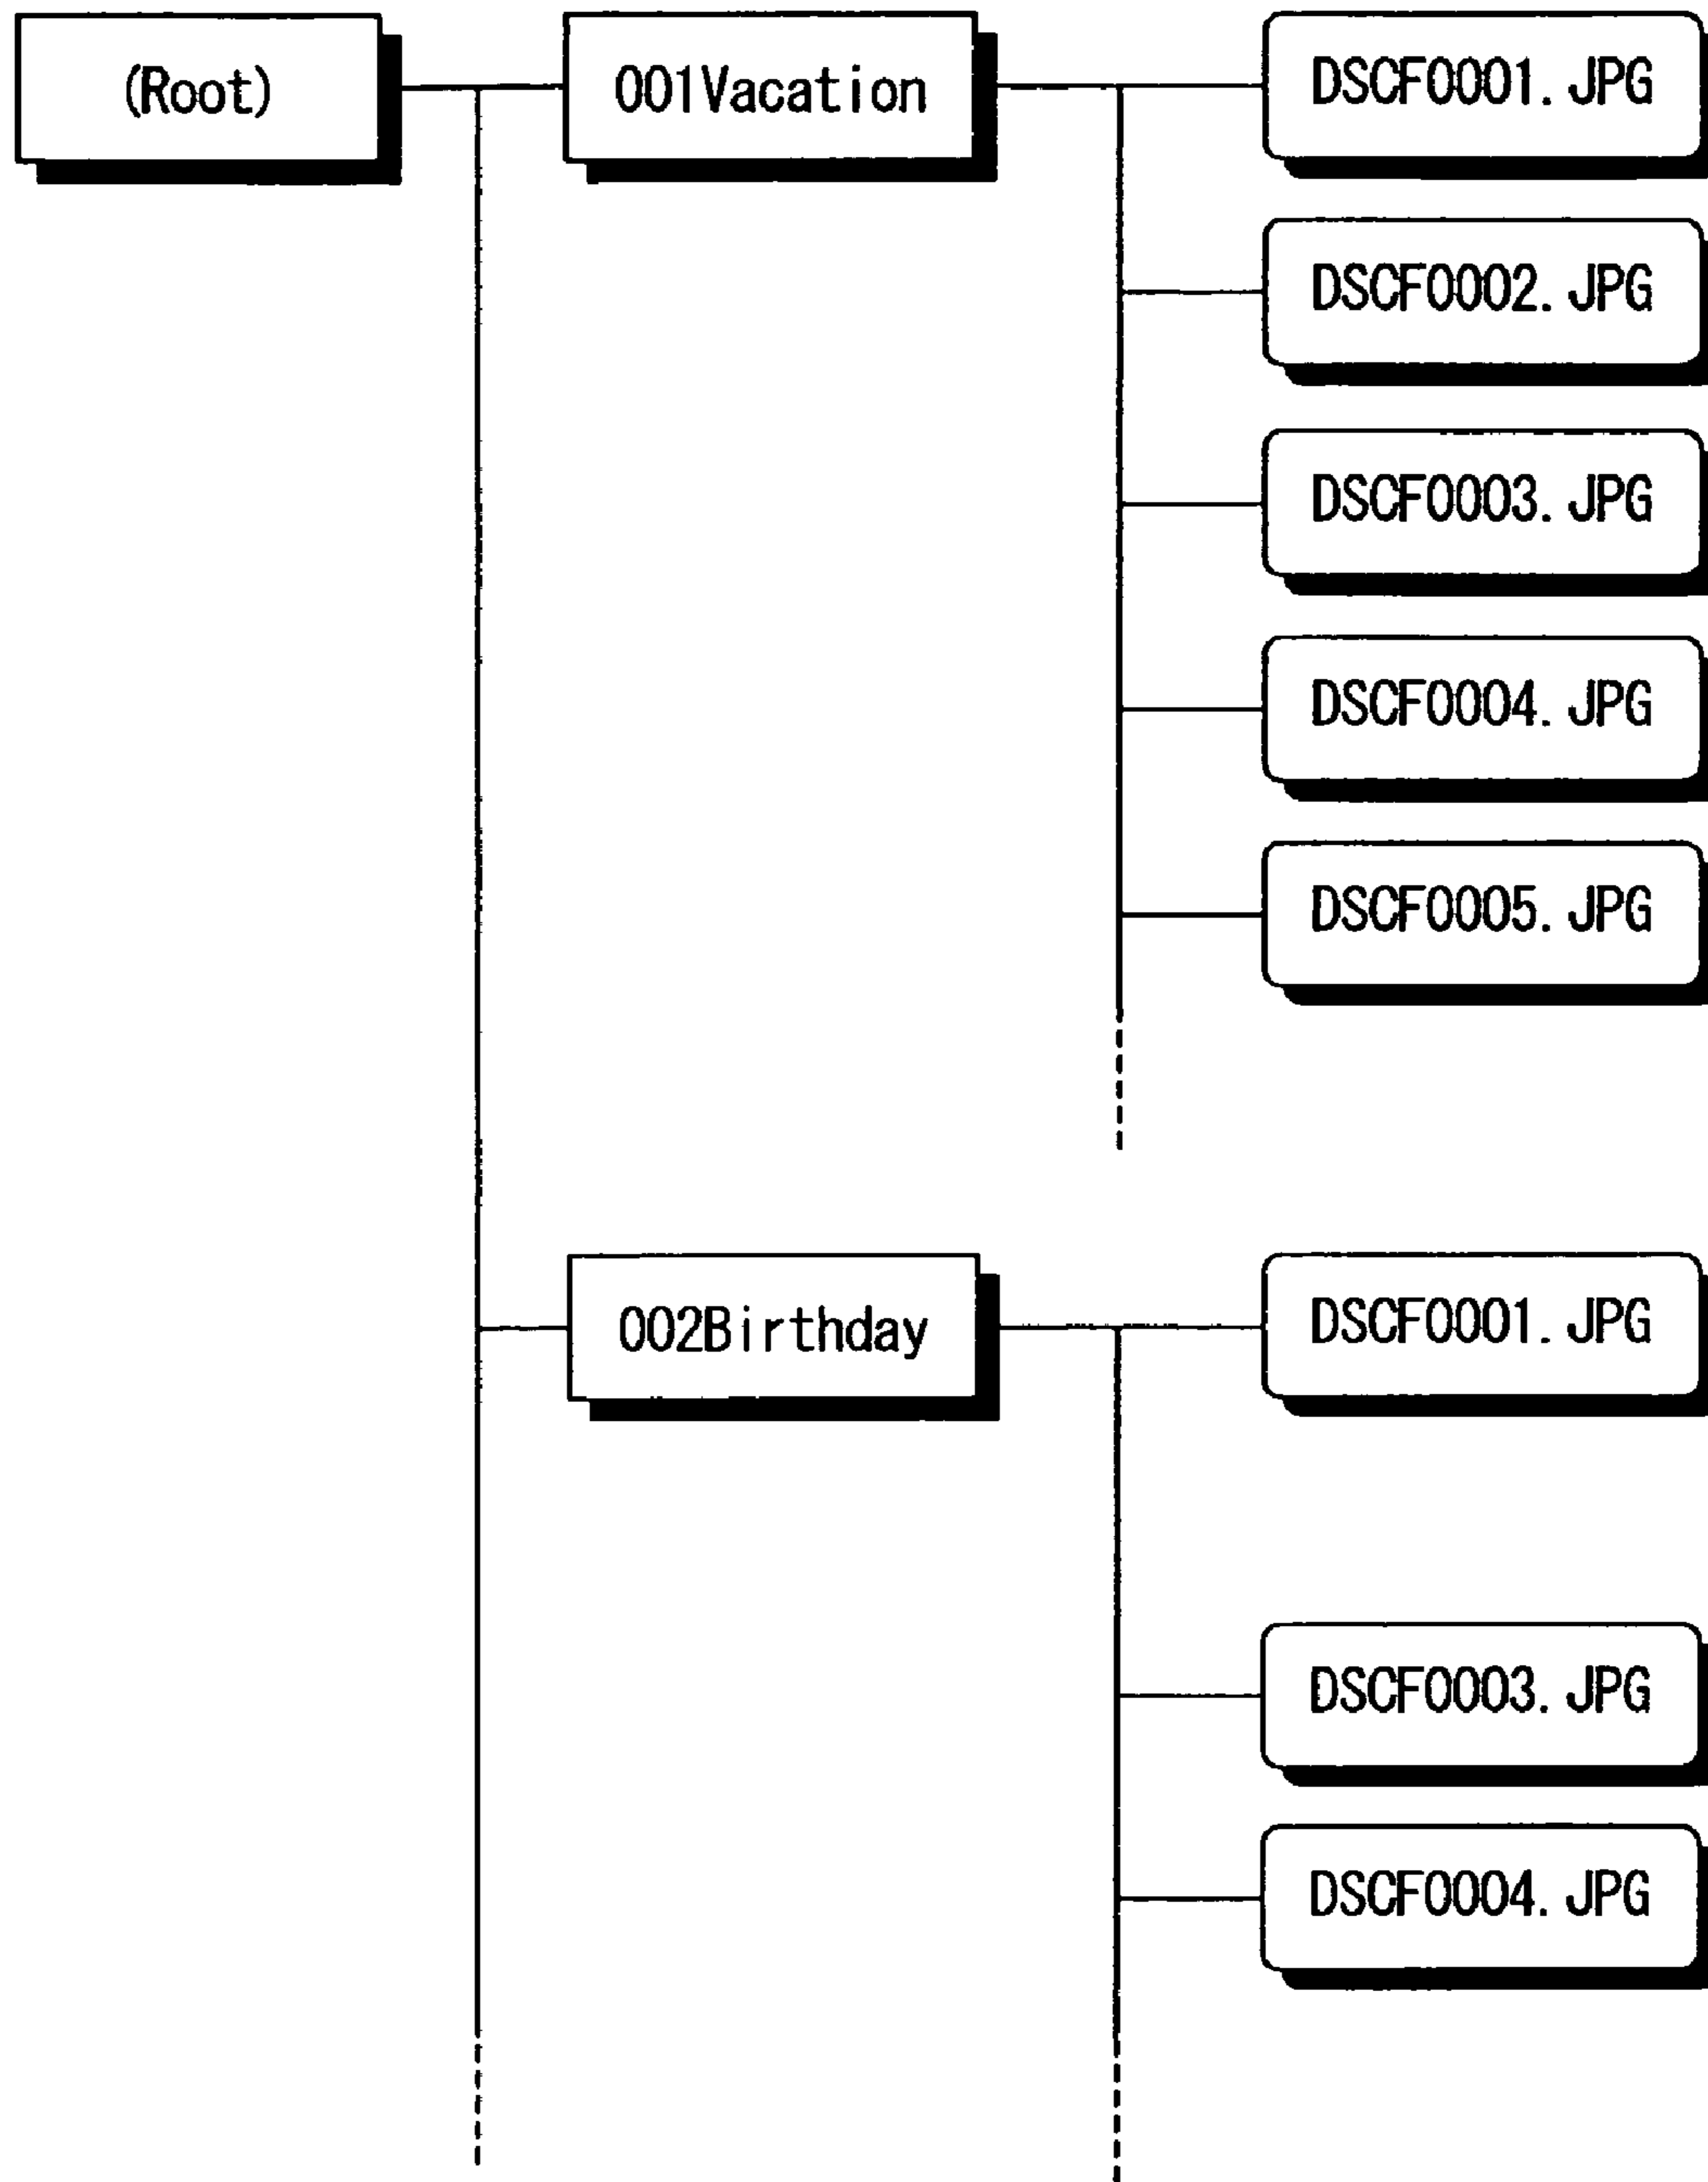 (Root)
001Vacation
DSCF0001.JPG
DSCF0002.JPG
DSCF0003.JPG
DSCF0004.JPG
DSCF0005.JPG
002Birthday
DSCF0001.JPG
DSCF0003.JPG
DSCF0004.JPG